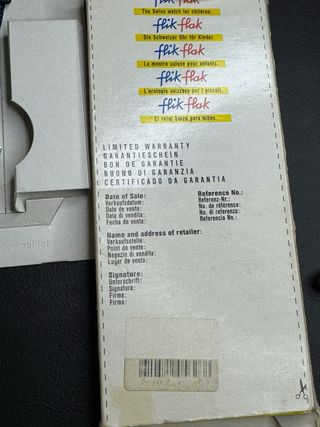 flik flak
The Swiss watch for children.
flik flak
Die Schweizer Uhr für Kinder.
flik flak
La montre suisse pour enfants.
flik flak
L'orologio svizzero per i piccoli.
flik flak
El reloj Suizo para niños.
LIMITED WARRANTY
GARANTIESCHEIN
BON DE GARANTIE
BUONO DI GARANZIA
CERTIFICADO DA GARANTIA
Date of Sale:
Verkaufsdatum:
Date de vente:
Data di vendita:
Fecha de venta:
Reference No.:
Referenz-Nr.:
No. de référence:
No. di referenza:
Referencia No.:
Name and address of retailer:
Verkaufsstelle:
Point de vente:
Negozio di vendita:
Lugar de venta:
Signature:
Unterschrift:
Signature:
Firma:
Firma: